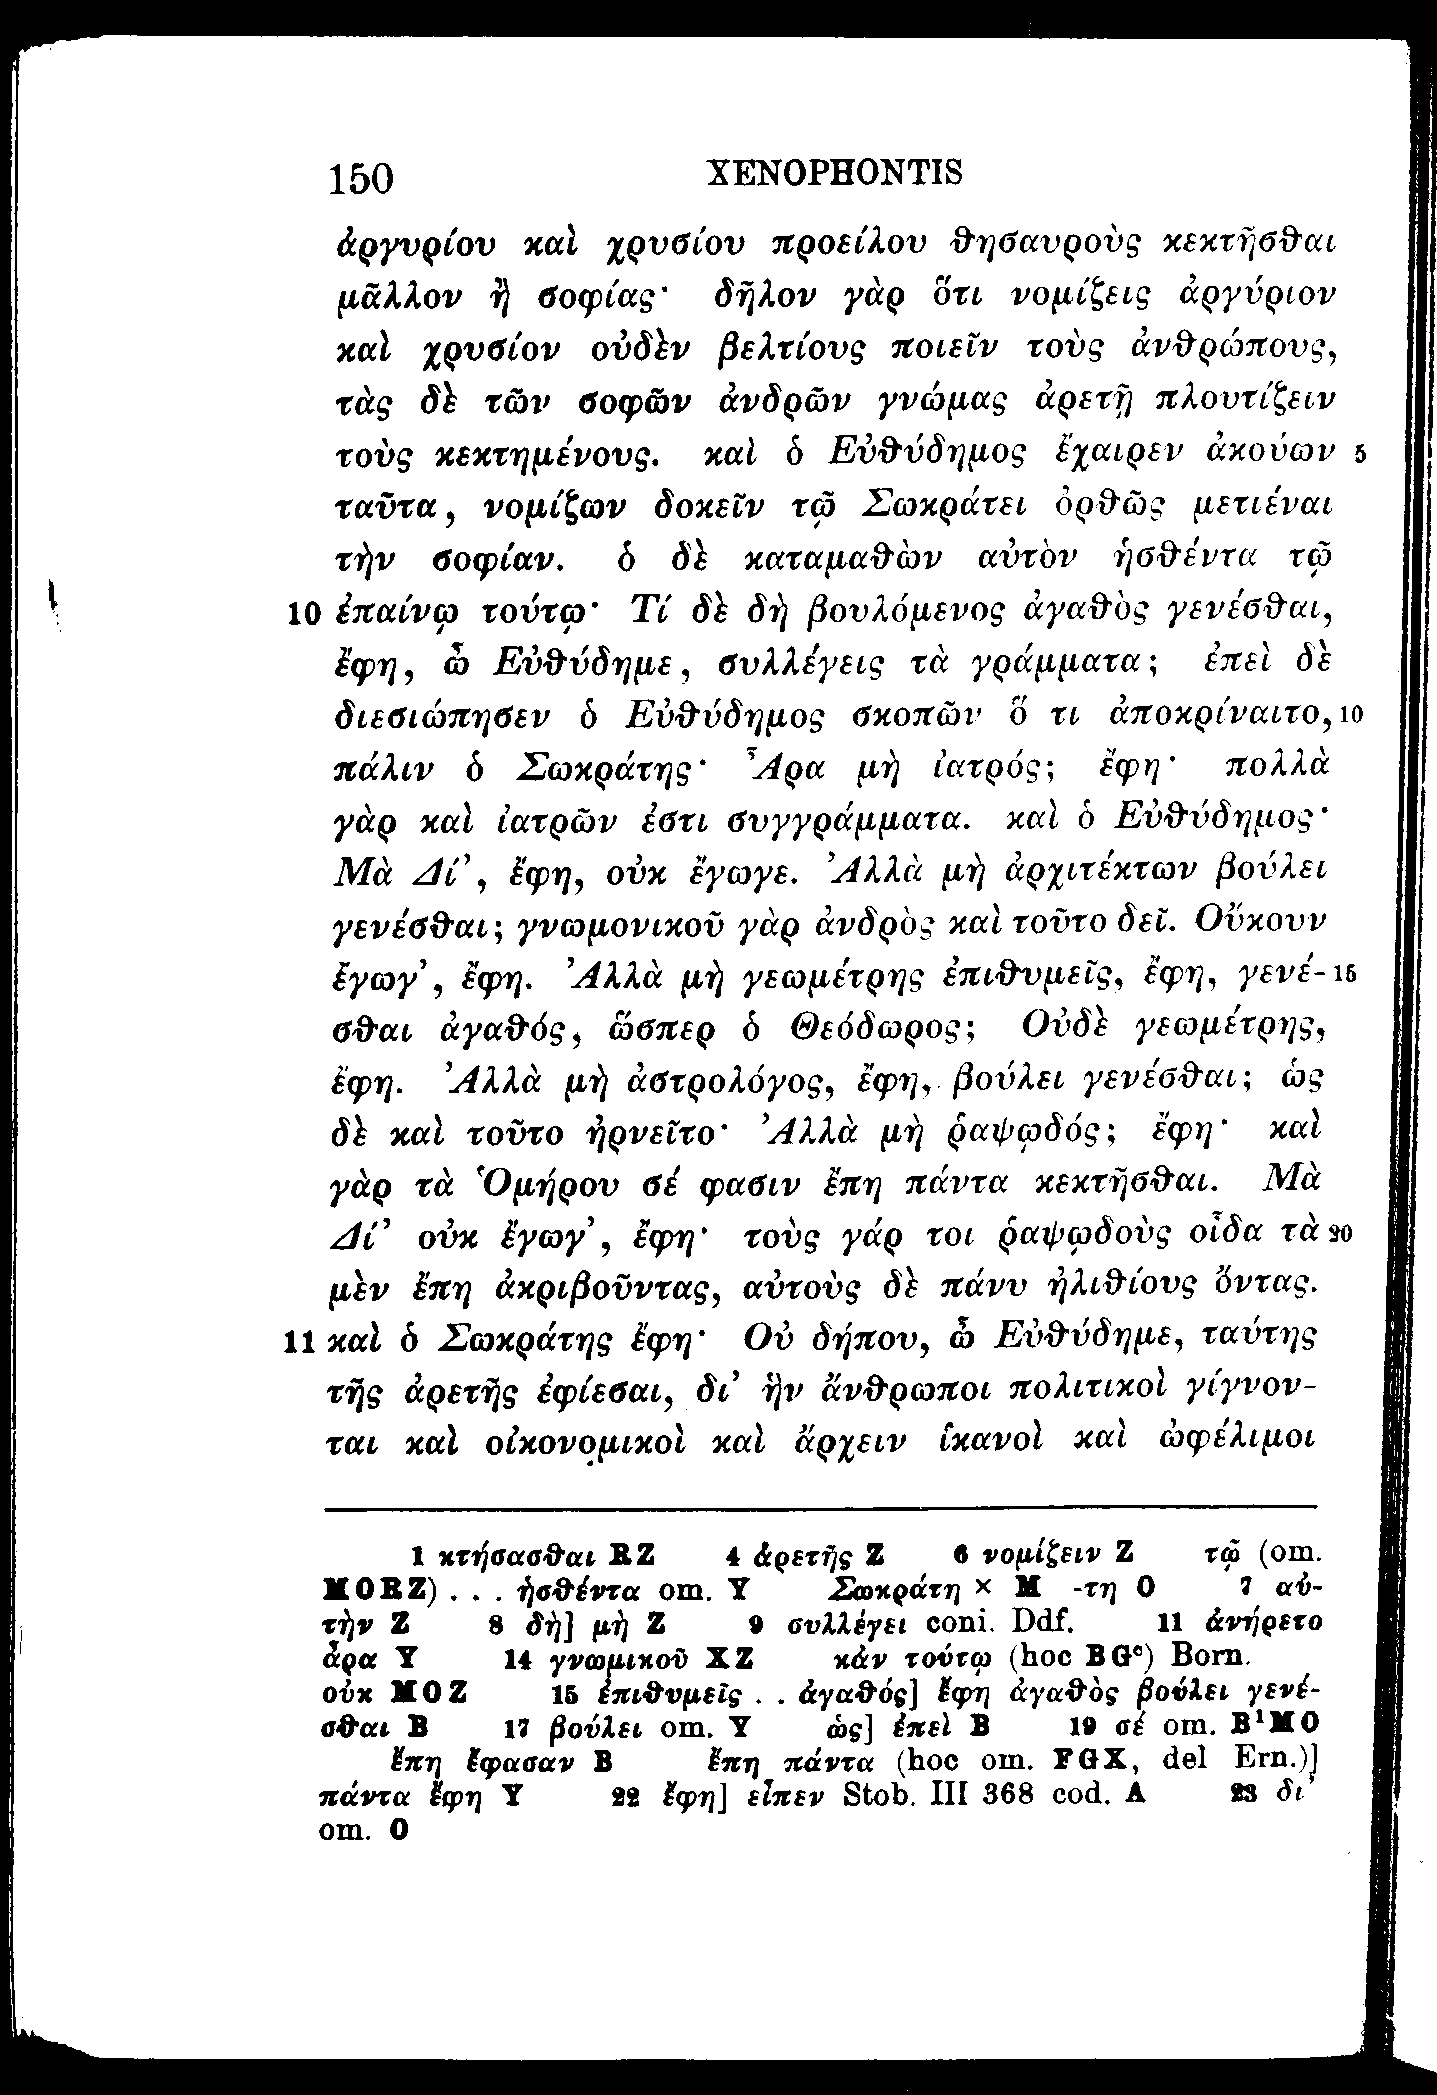 150 XENOPHONTIS
ἀργυρίου καὶ χρυσίου προείλου θησαυροὺς κεκτῆσθαι
μᾶλλον ἢ σοφίας· δῆλον γὰρ ὅτι νομίζεις ἀργύριον
καὶ χρυσίον οὐδὲν βελτίους ποιεῖν τοὺς ἀνθρώπους,
τὰς δὲ τῶν σοφῶν ἀνδρῶν γνώμας ἀρετῇ πλουτίζειν
τοὺς κεκτημένους. καὶ ὁ Εὐθύδημος ἔχαιρεν ἀκούων 5
ταῦτα, νομίζων δοκεῖν τῷ Σωκράτει ὀρθῶς μετιέναι
τὴν σοφίαν. ὁ δὲ καταμαθὼν αὐτὸν ἡσθέντα τῷ
10 ἐπαίνῳ τούτῳ· Τί δὲ δὴ βουλόμενος ἀγαθὸς γενέσθαι,
ἔφη, ὦ Εὐθύδημε, συλλέγεις τὰ γράμματα; ἐπεὶ δὲ
διεσιώπησεν ὁ Εὐθύδημος σκοπῶν ὅ τι ἀποκρίναιτο, 10
πάλιν ὁ Σωκράτης· Ἆρα μὴ ἰατρός; ἔφη· πολλὰ
γὰρ καὶ ἰατρῶν ἐστι συγγράμματα. καὶ ὁ Εὐθύδημος·
Μὰ Δί', ἔφη, οὐκ ἔγωγε. Ἀλλὰ μὴ ἀρχιτέκτων βούλει
γενέσθαι; γνωμονικοῦ γὰρ ἀνδρὸς καὶ τοῦτο δεῖ. Οὔκουν
ἔγωγ', ἔφη. Ἀλλὰ μὴ γεωμέτρης ἐπιθυμεῖς, ἔφη, γενέ- 15
σθαι ἀγαθός, ὥσπερ ὁ Θεόδωρος; Οὐδὲ γεωμέτρης,
ἔφη. Ἀλλὰ μὴ ἀστρολόγος, ἔφη, βούλει γενέσθαι; ὡς
δὲ καὶ τοῦτο ἠρνεῖτο· Ἀλλὰ μὴ ῥαψῳδός; ἔφη· καὶ
γὰρ τὰ Ὁμήρου σέ φασιν ἔπη πάντα κεκτῆσθαι. Μὰ
Δί' οὐκ ἔγωγ', ἔφη· τοὺς γάρ τοι ῥαψῳδοὺς οἶδα τὰ 20
μὲν ἔπη ἀκριβοῦντας, αὐτοὺς δὲ πάνυ ἠλιθίους ὄντας.
11 καὶ ὁ Σωκράτης ἔφη· Οὐ δήπου, ὦ Εὐθύδημε, ταύτης
τῆς ἀρετῆς ἐφίεσαι, δι' ἣν ἄνθρωποι πολιτικοὶ γίγνον-
ται καὶ οἰκονομικοὶ καὶ ἄρχειν ἱκανοὶ καὶ ὠφέλιμοι
1 κτήσασθαι RZ 4 ἀρετῆς Z 6 νομίζειν Z τῷ (om.
MORZ) . . . ἡσθέντα om. Y Σωκράτη × M -τη O 7 αὐ-
τὴν Z 8 δὴ] μὴ Z 9 συλλέγει coni. Ddf. 11 ἀνήρετο
ἆρα Y 14 γνωμικοῦ XZ κἀν τούτῳ (hoc BGᶜ) Born.
οὐκ MOZ 15 ἐπιθυμεῖς . . ἀγαθός] ἔφη ἀγαθὸς βούλει γενέ-
σθαι B 17 βούλει om. Y ὡς] ἐπεὶ B 19 σέ om. B¹MO
ἔπη ἔφασαν B ἔπη πάντα (hoc om. FGX, del Ern.)]
πάντα ἔφη Y 22 ἔφη] εἶπεν Stob. III 368 cod. A 23 δι'
om. O